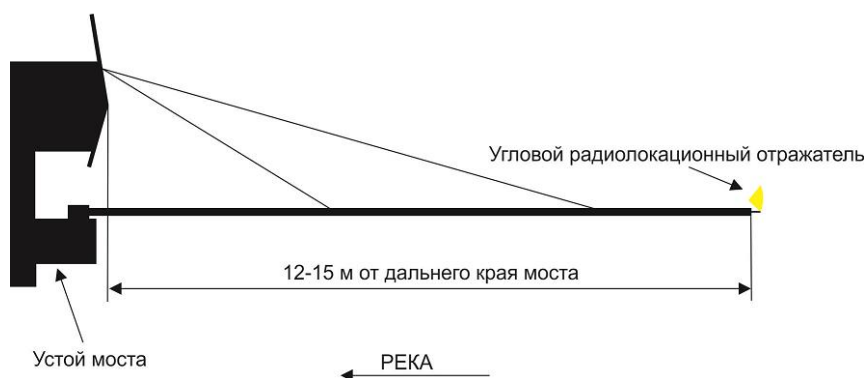 Угловой радиолокационный отражатель
12-15 м от дальнего края моста
Устой моста
РЕКА